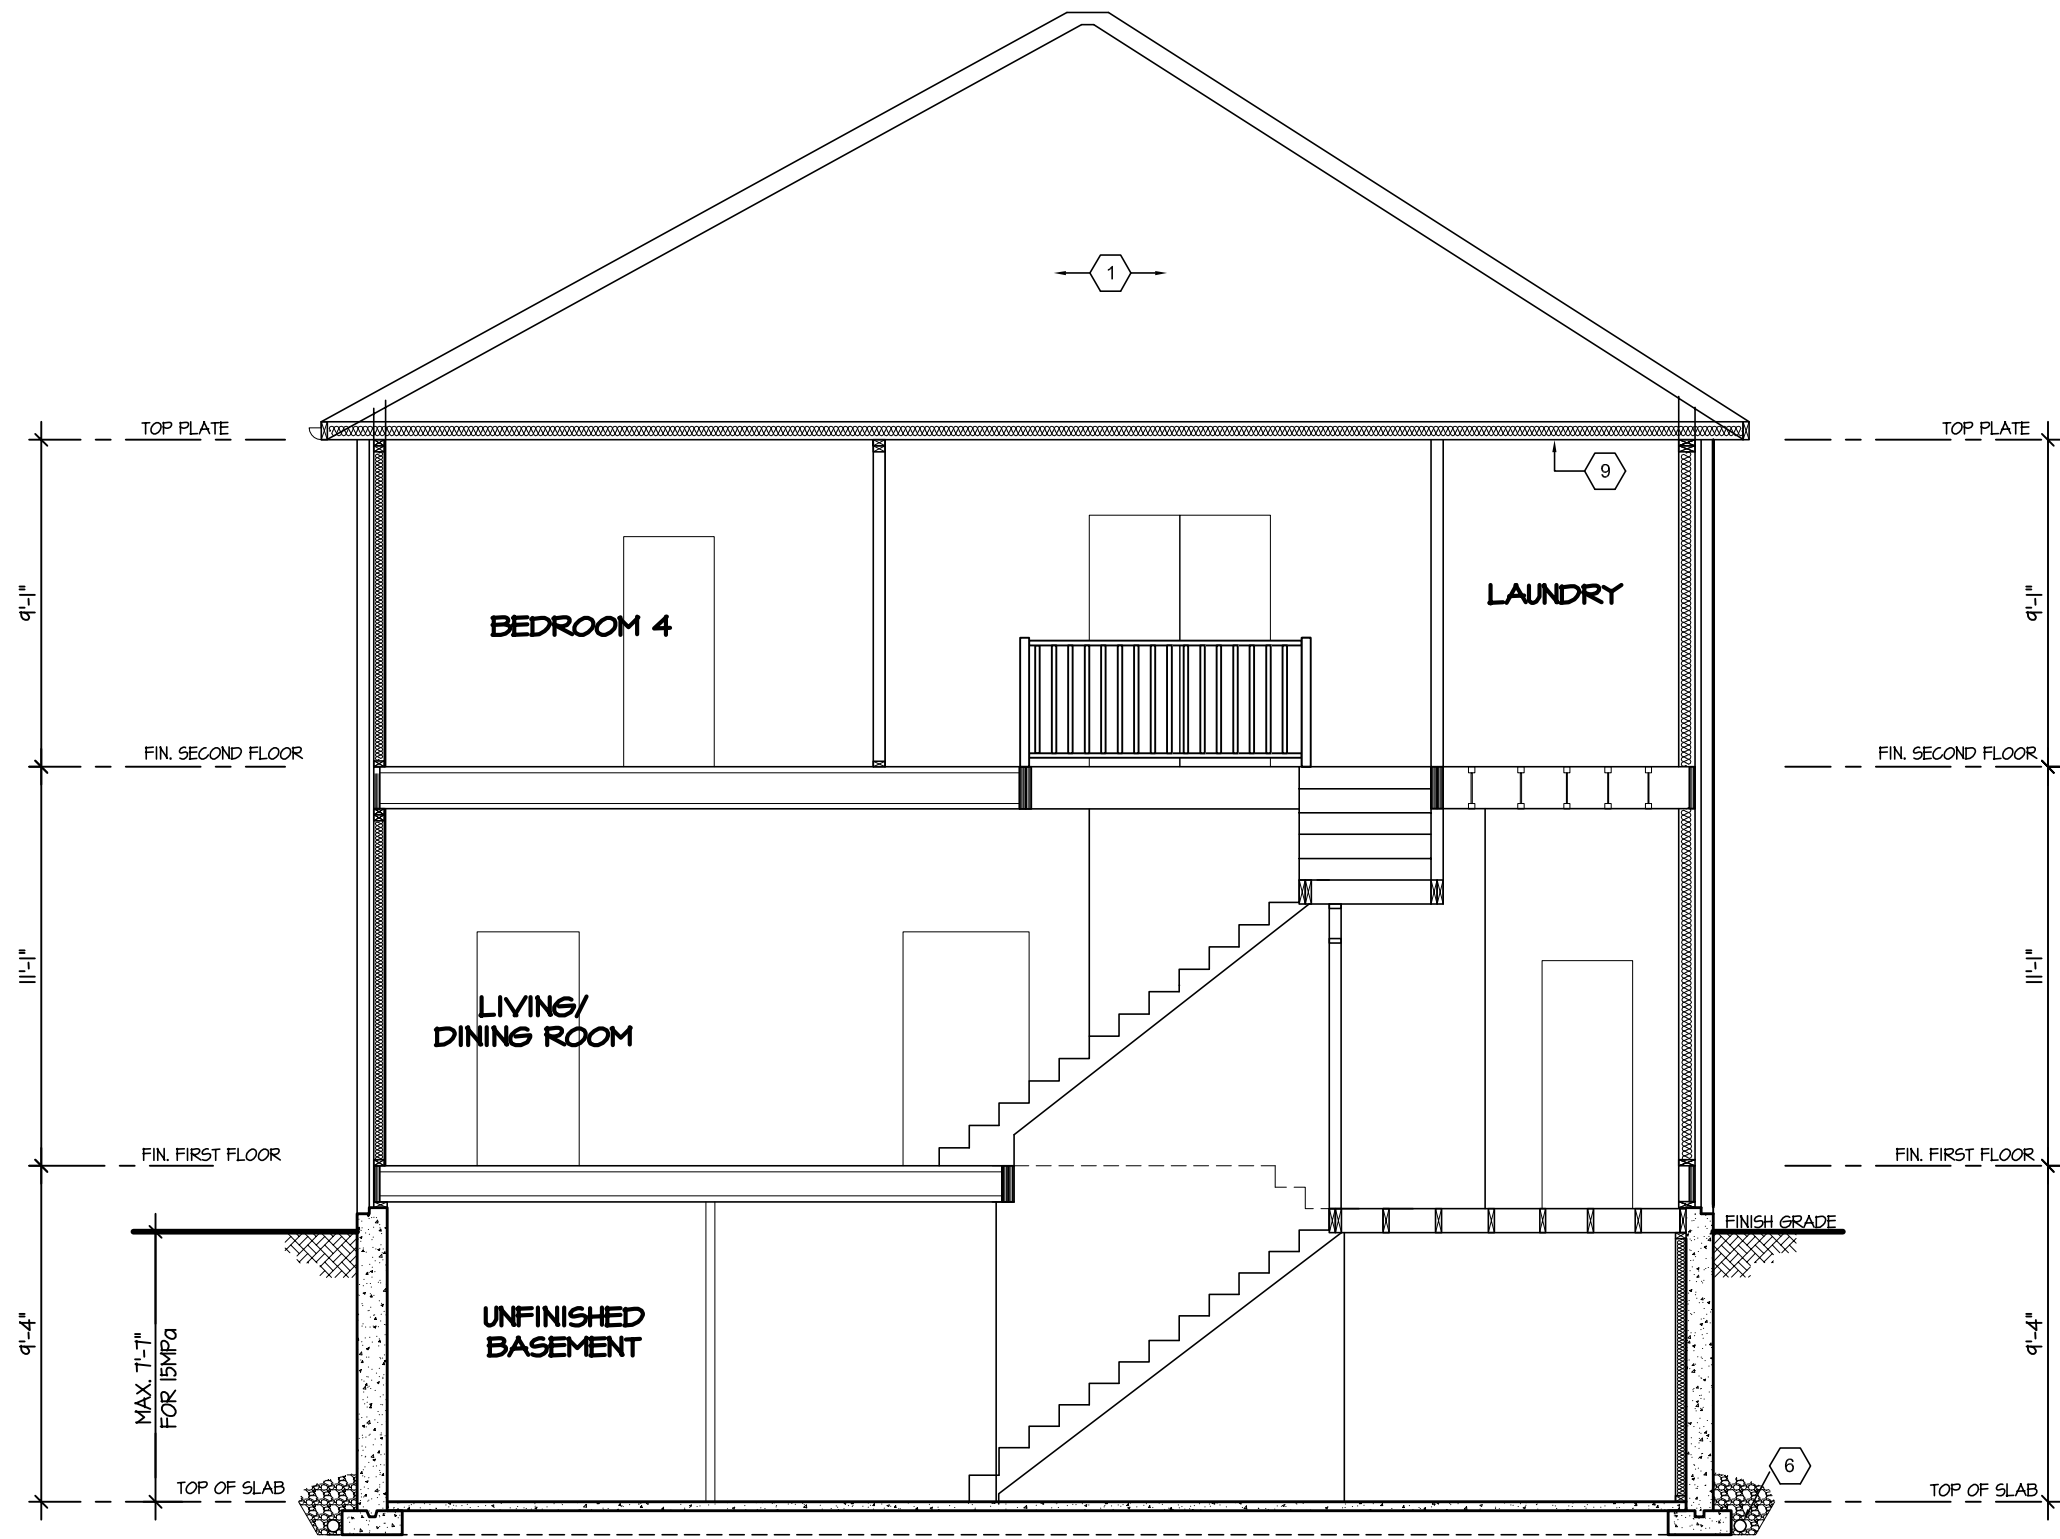 1
TOP PLATE
TOP PLATE
9
9'-1"
BEDROOM 4
LAUNDRY
9'-1"
FIN. SECOND FLOOR
FIN. SECOND FLOOR
11'-1"
LIVING/
DINING ROOM
11'-1"
FIN. FIRST FLOOR
FIN. FIRST FLOOR
FINISH GRADE
9'-4"
MAX. 7'-7"
FOR 15MPa
UNFINISHED
BASEMENT
9'-4"
6
TOP OF SLAB
TOP OF SLAB